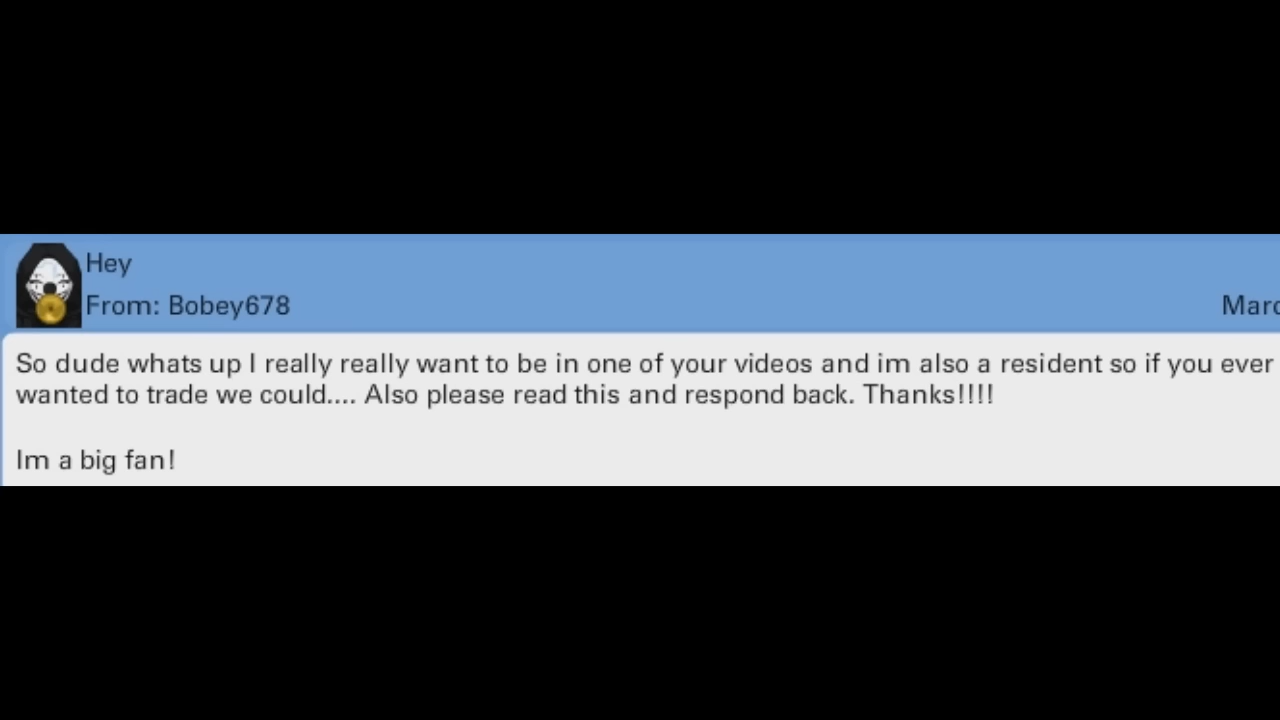 Hey
From: Bobey678
Marc
So dude whats up I really really want to be in one of your videos and im also a resident so if you ever
wanted to trade we could.... Also please read this and respond back. Thanks!!!!
Im a big fan!